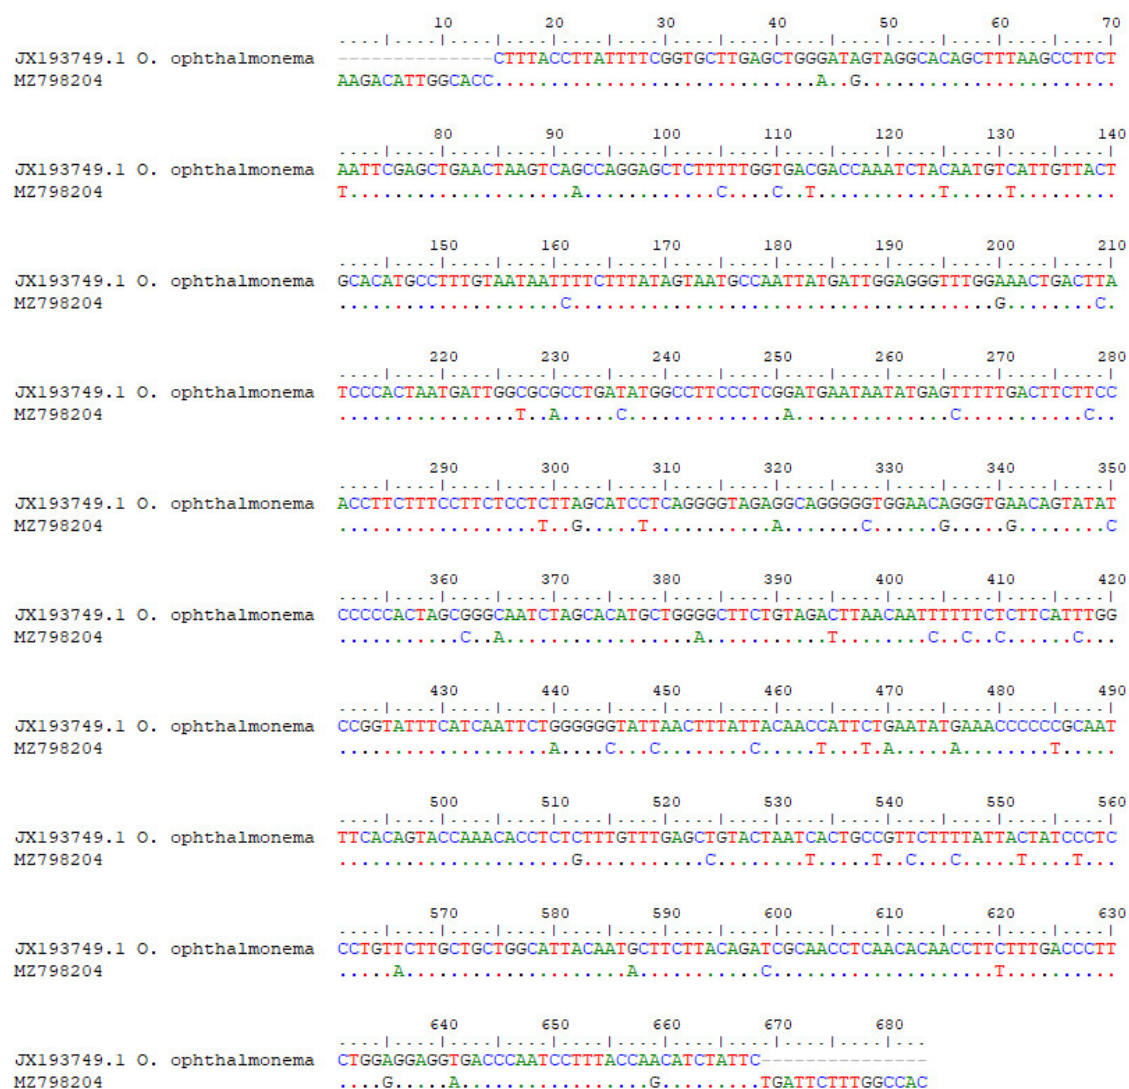 10 20 30 40 50 60 70
....|....|....|....|....|....|....|....|....|....|....|....|....|....|
JX193749.1 O. ophthalmonema --------------CTTTACCTTATTTTCGGTGCTTGAGCTGGGATAGTAGGCACAGCTTTAAGCCTTCT
MZ798204 AAGACATTGGCACC.............................A..G.......................
80 90 100 110 120 130 140
....|....|....|....|....|....|....|....|....|....|....|....|....|....|
JX193749.1 O. ophthalmonema AATTCGAGCTGAACTAAGTCAGCCAGGAGCTCTTTTTGGTGACGACCAAATCTACAATGTCATTGTTACT
MZ798204 T....................A............C....C..T...........T.....T.........
150 160 170 180 190 200 210
....|....|....|....|....|....|....|....|....|....|....|....|....|....|
JX193749.1 O. ophthalmonema GCACATGCCTTTGTAATAATTTTCTTTATAGTAATGCCAATTATGATTGGAGGGTTTGGAAACTGACTTA
MZ798204 ....................C......................................G........C.
220 230 240 250 260 270 280
....|....|....|....|....|....|....|....|....|....|....|....|....|....|
JX193749.1 O. ophthalmonema TCCCACTAATGATTGGCGCGCCTGATATGGCCTTCCCTCGGATGAATAATATGAGTTTTTGACTTCTTCC
MZ798204 ................T..A.....C..............A..............C...........C..
290 300 310 320 330 340 350
....|....|....|....|....|....|....|....|....|....|....|....|....|....|
JX193749.1 O. ophthalmonema ACCTTCTTTCCTTCTCCTCTTAGCATCCTCAGGGGTAGAGGCAGGGGGTGGAACAGGGTGAACAGTATAT
MZ798204 ..................T..G.....T...........A.......C......G.....G........C
360 370 380 390 400 410 420
....|....|....|....|....|....|....|....|....|....|....|....|....|....|
JX193749.1 O. ophthalmonema CCCCCACTAGCGGGCAATCTAGCACATGCTGGGGCTTCTGTAGACTTAACAATTTTTTCTCTTCATTTGG
MZ798204 ...........C..A.................A...........T........C..C..C......C...
430 440 450 460 470 480 490
....|....|....|....|....|....|....|....|....|....|....|....|....|....|
JX193749.1 O. ophthalmonema CCGGTATTTCATCAATTCTGGGGGGTATTAACTTTATTACAACCATTCTGAATATGAAACCCCCCGCAAT
MZ798204 ...................A....C...C........C.....T...T.A.....A........T.....
500 510 520 530 540 550 560
....|....|....|....|....|....|....|....|....|....|....|....|....|....|
JX193749.1 O. ophthalmonema TTCACAGTACCAAACACCTCTCTTTGTTTGAGCTGTACTAATCACTGCCGTTCTTTTATTACTATCCCTC
MZ798204 .....................G...........C........T.....T..C...C.....T....T...
570 580 590 600 610 620 630
....|....|....|....|....|....|....|....|....|....|....|....|....|....|
JX193749.1 O. ophthalmonema CCTGTTCTTGCTGCTGGCATTACAATGCTTCTTACAGATCGCAACCTCAACACAACCTTCTTTGACCCTT
MZ798204 .....A....................A...........C....................T..........
640 650 660 670 680
....|....|....|....|....|....|....|....|....|....|...
JX193749.1 O. ophthalmonema CTGGAGGAGGTGACCCAATCCTTTACCAACATCTATTC---------------
MZ798204 ....G.....A.................G.........TGATTCTTTGGCCAC